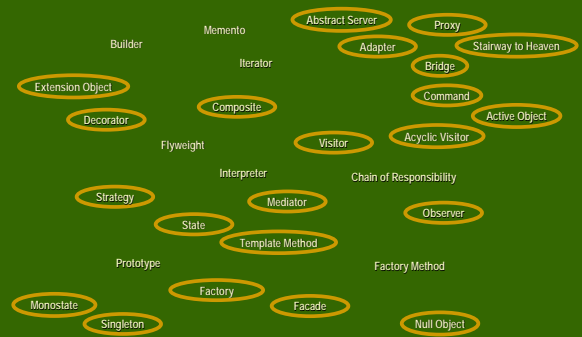 Abstract Server
Proxy
Memento
Builder
Adapter
Stairway to Heaven
Iterator
Bridge
Extension Object
Command
Composite
Active Object
Decorator
Acyclic Visitor
Flyweight
Visitor
Interpreter
Chain of Responsibility
Strategy
Mediator
Observer
State
Template Method
Prototype
Factory Method
Factory
Monostate
Facade
Singleton
Null Object